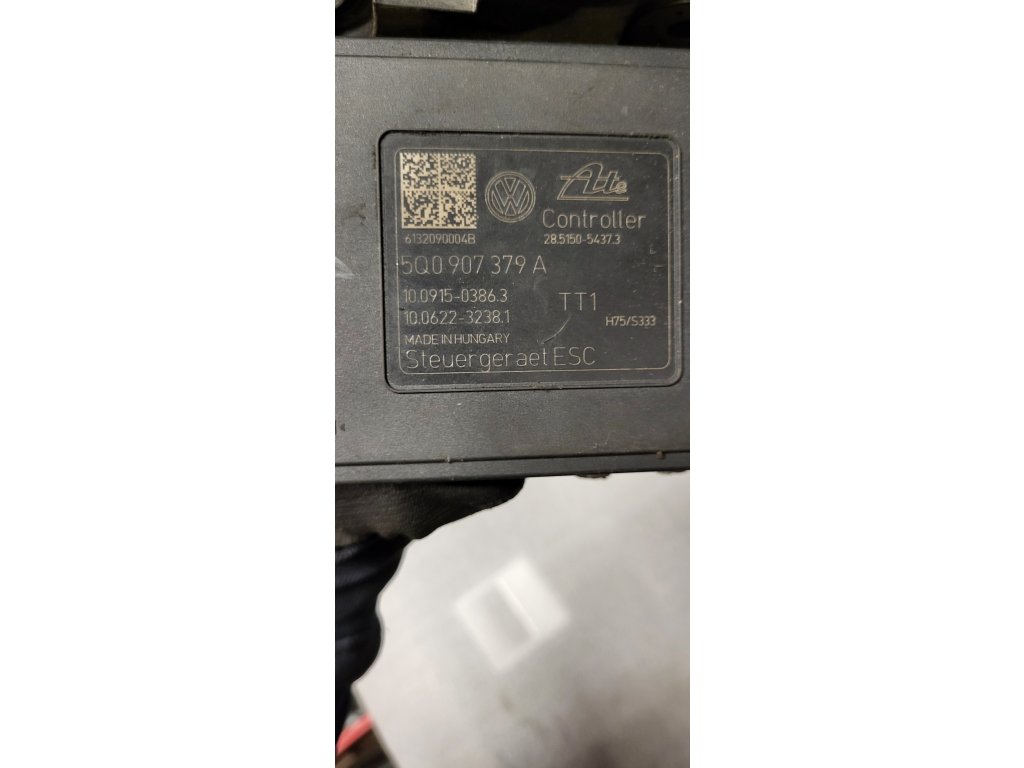 Ate
Controller
6132090004B
28.5150-5437.3
5Q0 907 379 A
10.0915-0386.3
TT1
10.0622-3238.1
H75/S333
MADE IN HUNGARY
Steuergeraet ESC